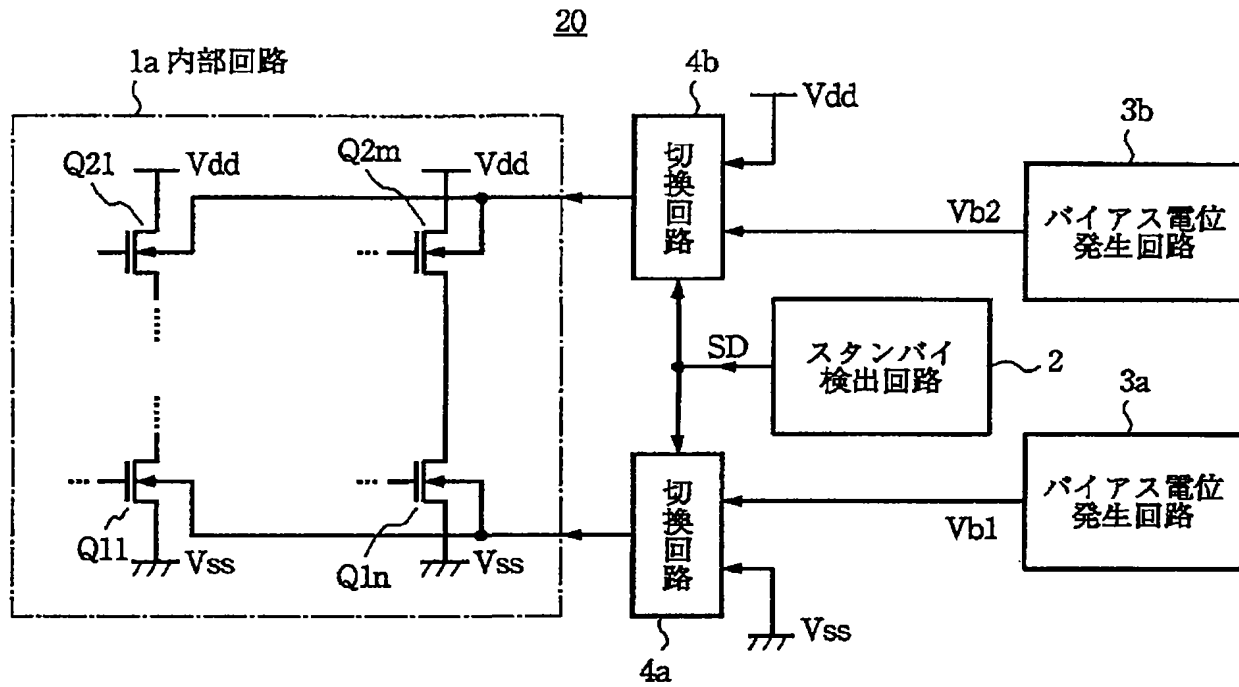 20
1a 内部回路
4b
Vdd
3b
Q21
Vdd
Q2m
Vdd
切換回路
Vb2
バイアス電位
発生回路
SD
スタンバイ
検出回路
2
3a
...
...
...
...
...
切換回路
バイアス電位
発生回路
Vb1
Q11
Vss
Q1n
Vss
Vss
4a